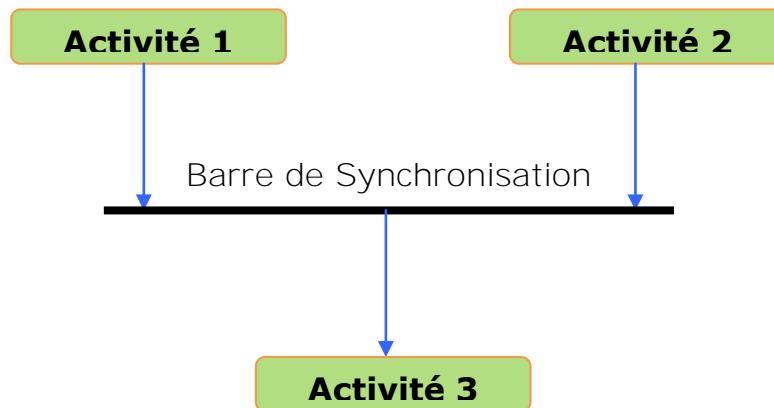 Activité 1
Activité 2
Barre de Synchronisation
Activité 3